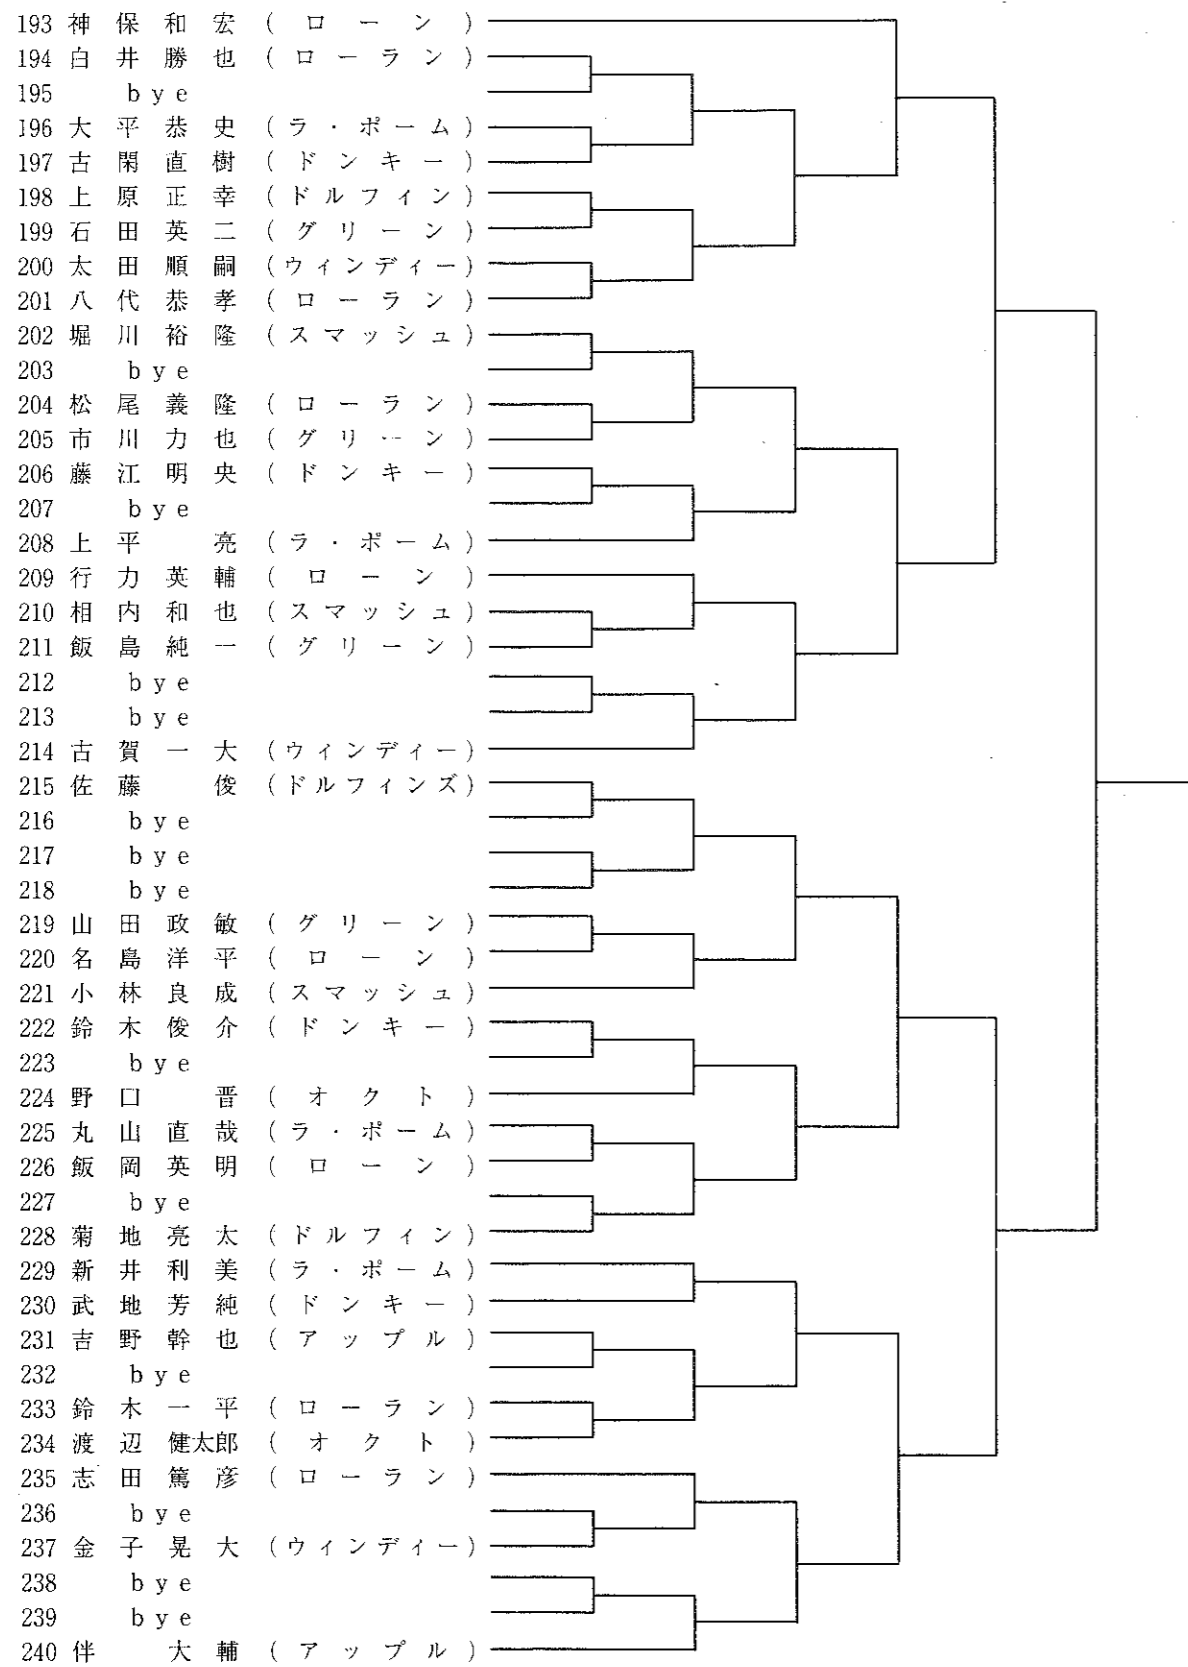 193 神保和宏 (ローン)
194 白井勝也 (ローラン)
195 bye
196 大平恭史 (ラ・ポーム)
197 古閑直樹 (ドンキー)
198 上原正幸 (ドルフィン)
199 石田英二 (グリーン)
200 太田順嗣 (ウィンディー)
201 八代恭孝 (ローラン)
202 堀川裕隆 (スマッシュ)
203 bye
204 松尾義隆 (ローラン)
205 市川力也 (グリーン)
206 藤江明央 (ドンキー)
207 bye
208 上平亮 (ラ・ポーム)
209 行力英輔 (ローン)
210 相内和也 (スマッシュ)
211 飯島純一 (グリーン)
212 bye
213 bye
214 古賀一大 (ウィンディー)
215 佐藤俊 (ドルフィンズ)
216 bye
217 bye
218 bye
219 山田政敏 (グリーン)
220 名島洋平 (ローン)
221 小林良成 (スマッシュ)
222 鈴木俊介 (ドンキー)
223 bye
224 野口晋 (オクト)
225 丸山直哉 (ラ・ポーム)
226 飯岡英明 (ローン)
227 bye
228 菊地亮太 (ドルフィン)
229 新井利美 (ラ・ポーム)
230 武地芳純 (ドンキー)
231 吉野幹也 (アップル)
232 bye
233 鈴木一平 (ローラン)
234 渡辺健太郎 (オクト)
235 志田篤彦 (ローラン)
236 bye
237 金子晃大 (ウィンディー)
238 bye
239 bye
240 伴大輔 (アップル)